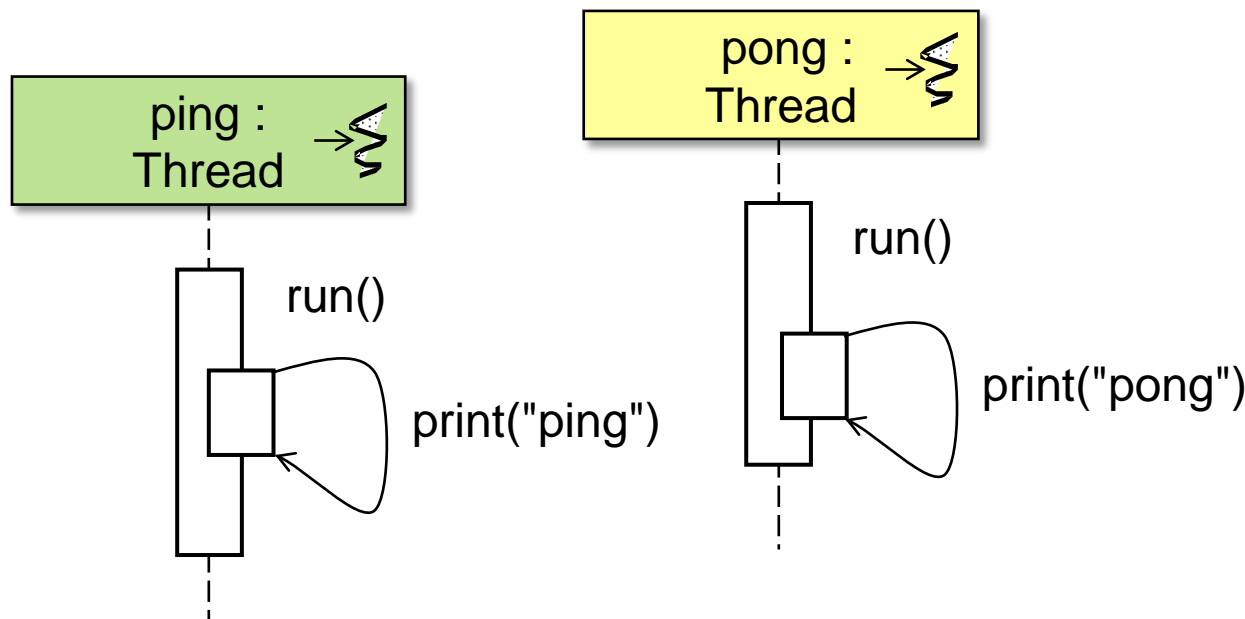 ping :
Thread
run()
print("ping")
pong :
Thread
run()
print("pong")